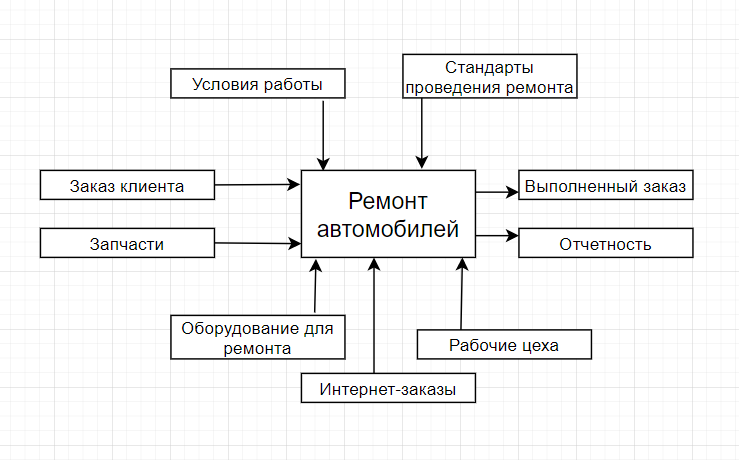 Условия работы
Стандарты
проведения ремонта
Заказ клиента
Запчасти
Ремонт
автомобилей
Выполненный заказ
Отчетность
Оборудование для
ремонта
Интернет-заказы
Рабочие цеха